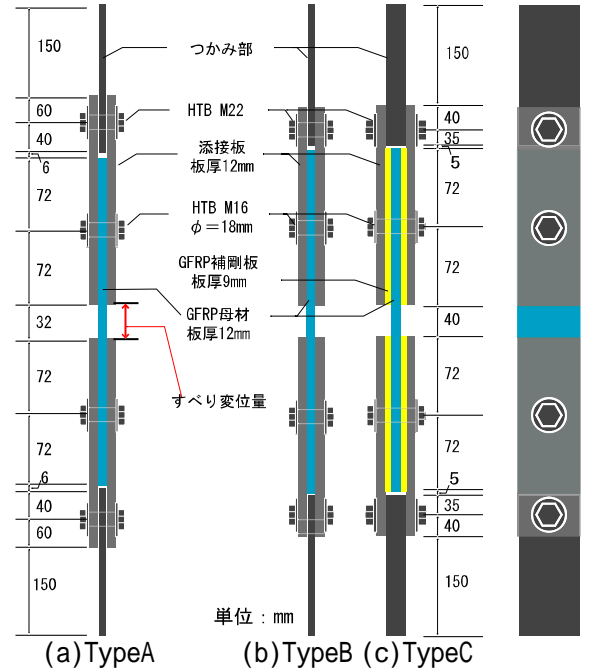 150
60
40
6
72
72
32
72
72
6
40
60
150
つかみ部
HTB M22
添接板
板厚12mm
HTB M16
φ=18mm
GFRP補剛板
板厚9mm
GFRP母材
板厚12mm
すべり変位量
単位：mm
150
40
35
5
72
72
40
72
72
5
35
40
150
(a)TypeA
(b)TypeB
(c)TypeC